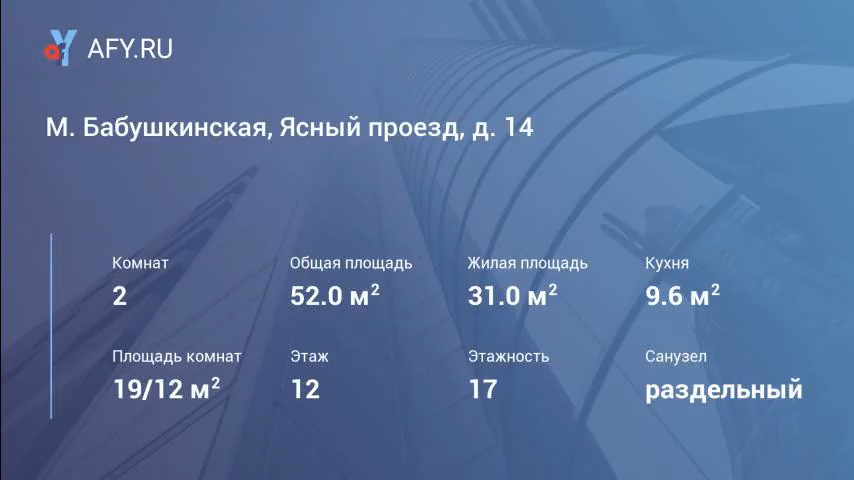 AFY.RU
М. Бабушкинская, Ясный проезд, д. 14
Комнат Общая площадь Жилая площадь Кухня
2 52.0 м² 31.0 м² 9.6 м²
Площадь комнат Этаж Этажность Санузел
19/12 м² 12 17 раздельный